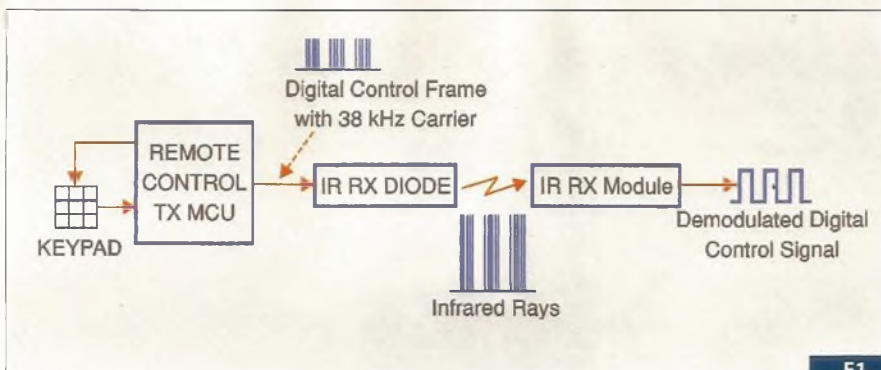 Digital Control Frame
with 38 kHz Carrier
REMOTE
CONTROL
TX MCU
KEYPAD
IR RX DIODE
IR RX Module
Demodulated Digital
Control Signal
Infrared Rays
F1